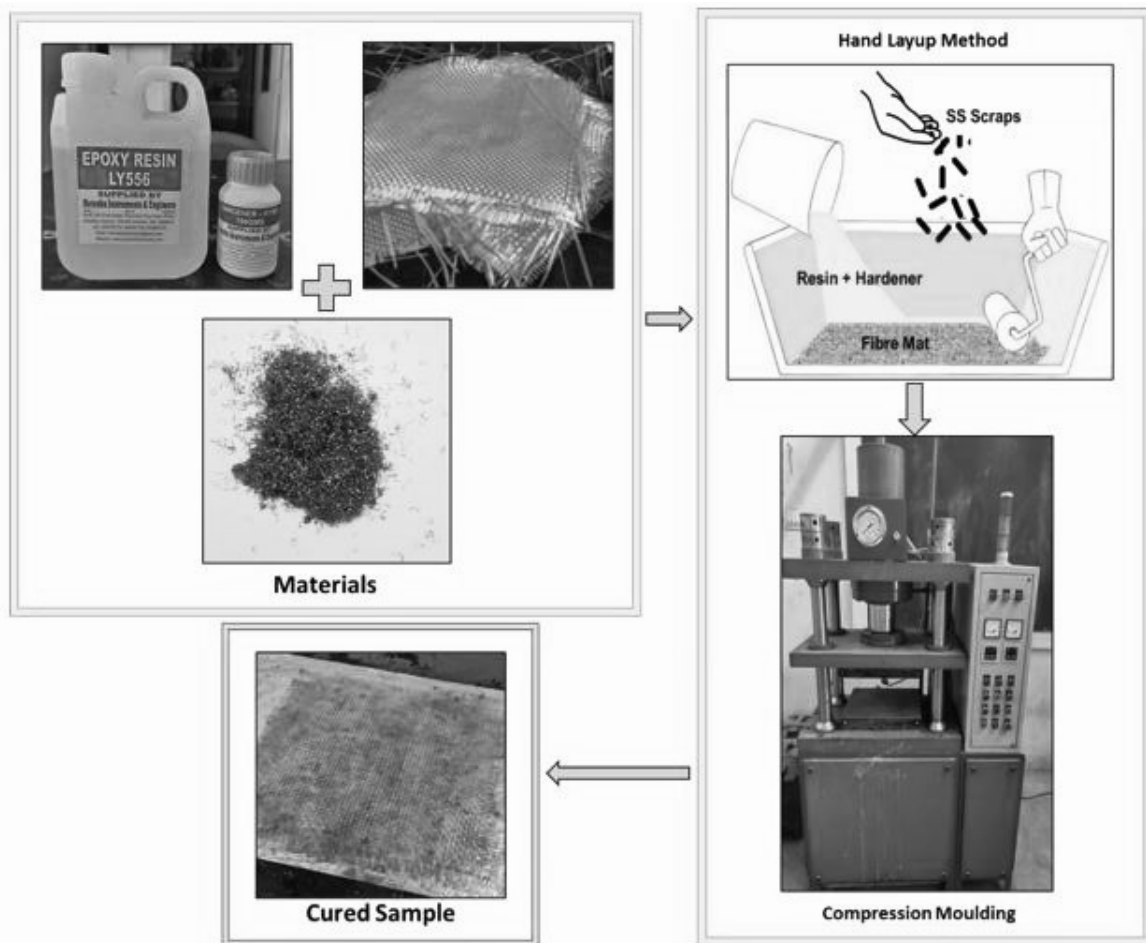 EPOXY RESIN
LY556
SUPPLIED BY
Materials
Hand Layup Method
SS Scraps
Resin + Hardener
Fibre Mat
Compression Moulding
Cured Sample